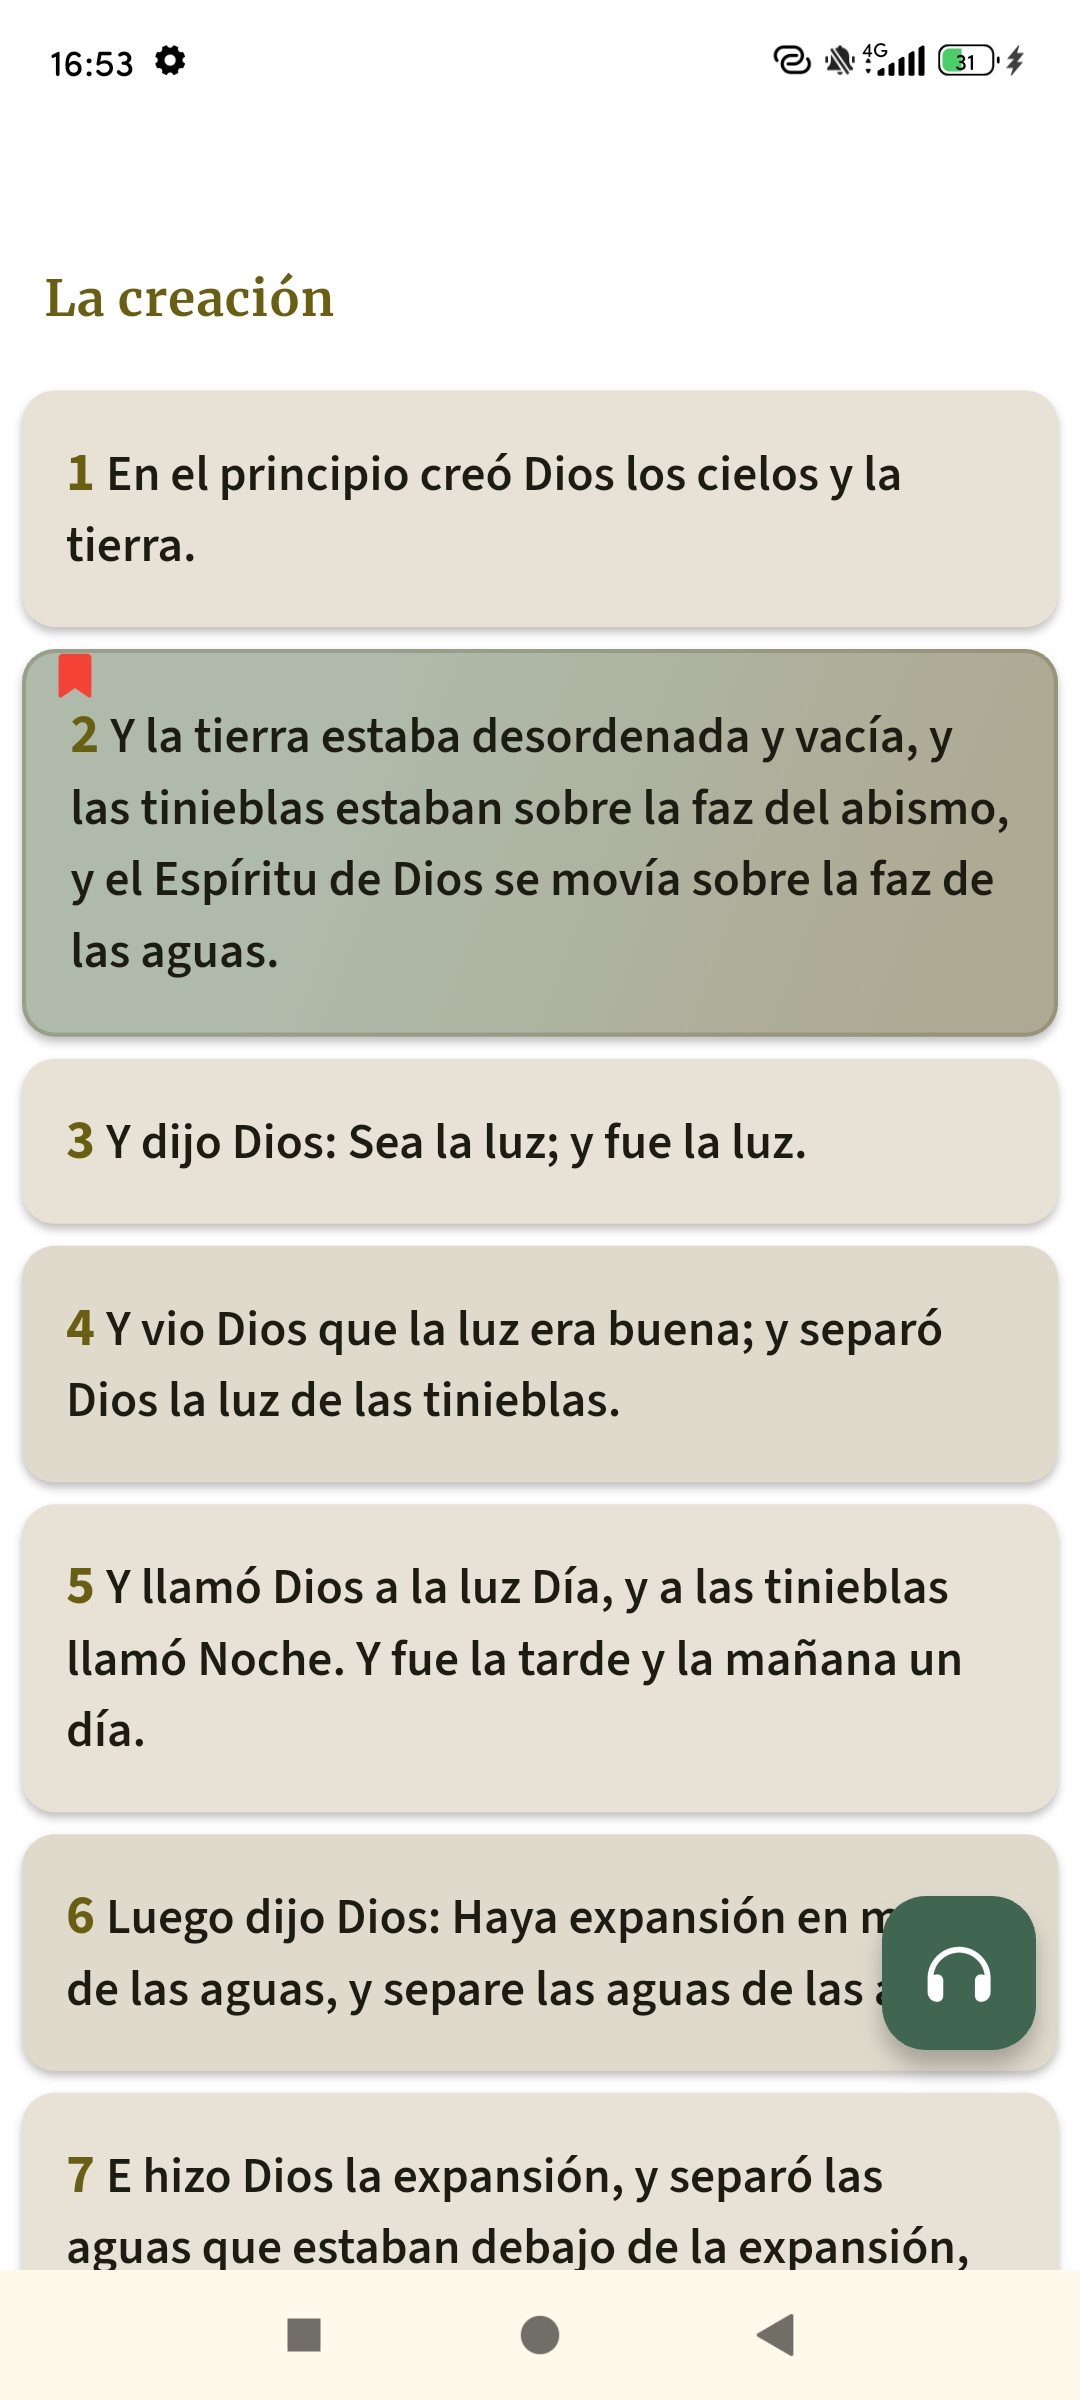 16:53
4G
31
La creación
1 En el principio creó Dios los cielos y la
tierra.
2 Y la tierra estaba desordenada y vacía, y
las tinieblas estaban sobre la faz del abismo,
y el Espíritu de Dios se movía sobre la faz de
las aguas.
3 Y dijo Dios: Sea la luz; y fue la luz.
4 Y vio Dios que la luz era buena; y separó
Dios la luz de las tinieblas.
5 Y llamó Dios a la luz Día, y a las tinieblas
llamó Noche. Y fue la tarde y la mañana un
día.
6 Luego dijo Dios: Haya expansión en
de las aguas, y separe las aguas de las
7 E hizo Dios la expansión, y separó las
aguas que estaban debajo de la expansión,